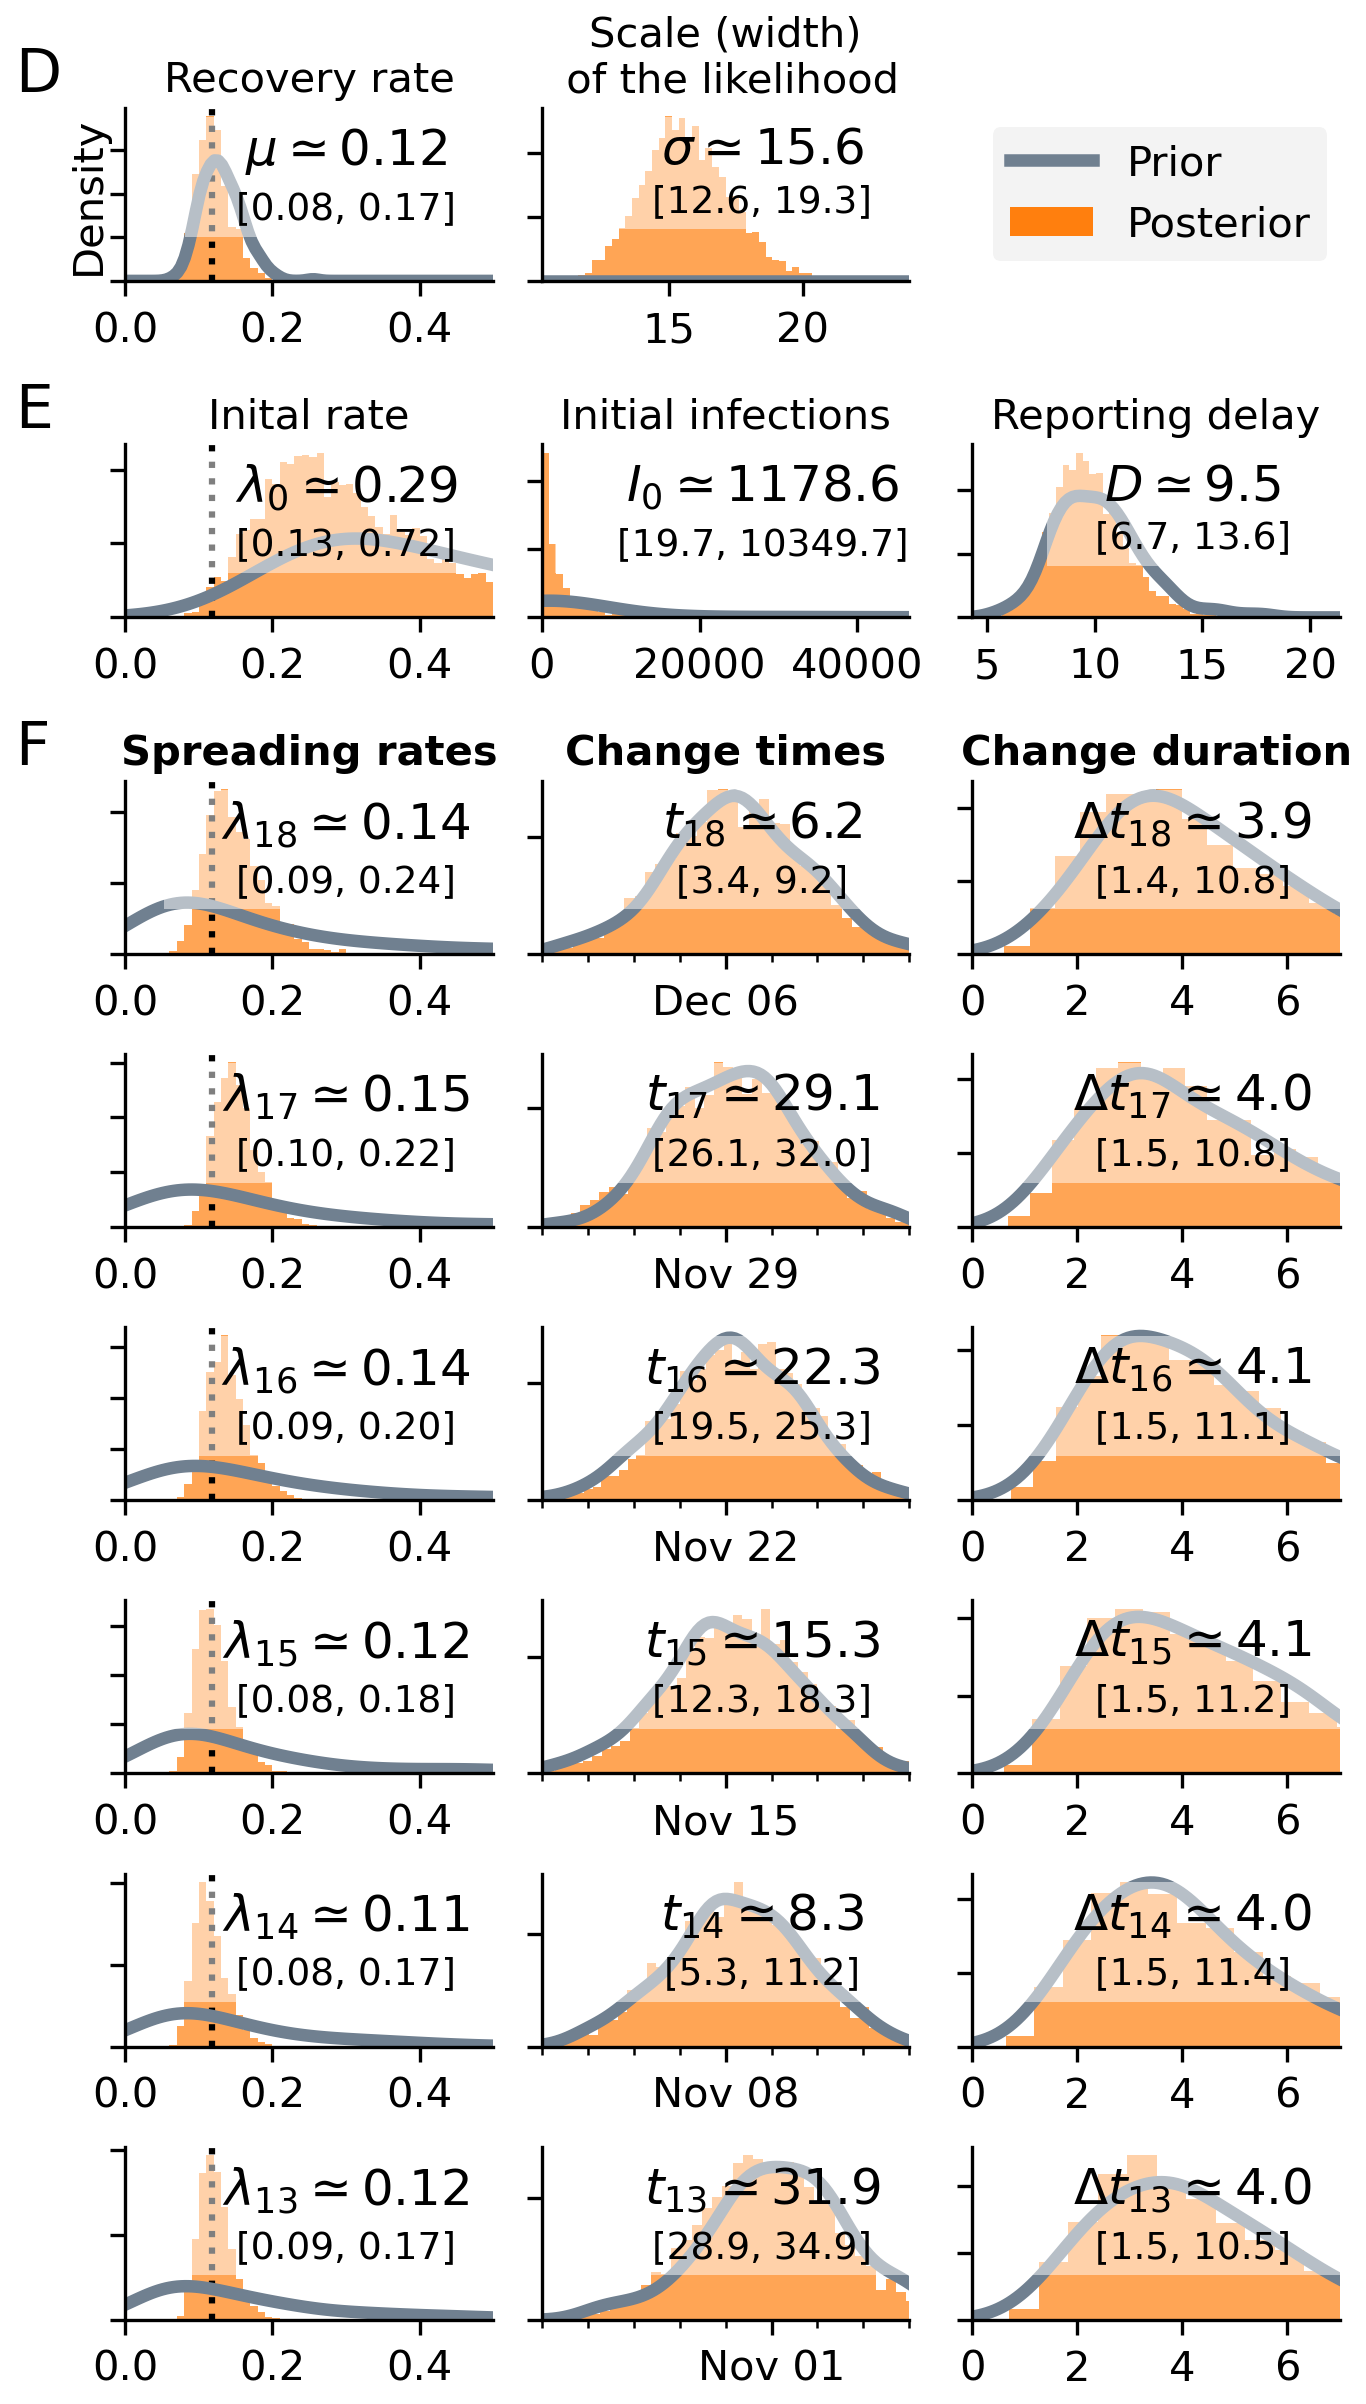 D
Recovery rate
Scale (width)
of the likelihood
Density
μ ≃ 0.12
[0.08, 0.17]
σ ≃ 15.6
[12.6, 19.3]
Prior
Posterior
0.0 0.2 0.4
15 20
E
Inital rate
Initial infections
Reporting delay
λ0 ≃ 0.29
[0.13, 0.72]
I0 ≃ 1178.6
[19.7, 10349.7]
D ≃ 9.5
[6.7, 13.6]
0.0 0.2 0.4
0 20000 40000
5 10 15 20
F
Spreading rates
Change times
Change duration
λ18 ≃ 0.14
[0.09, 0.24]
t18 ≃ 6.2
[3.4, 9.2]
Δt18 ≃ 3.9
[1.4, 10.8]
0.0 0.2 0.4
Dec 06
0 2 4 6
λ17 ≃ 0.15
[0.10, 0.22]
t17 ≃ 29.1
[26.1, 32.0]
Δt17 ≃ 4.0
[1.5, 10.8]
0.0 0.2 0.4
Nov 29
0 2 4 6
λ16 ≃ 0.14
[0.09, 0.20]
t16 ≃ 22.3
[19.5, 25.3]
Δt16 ≃ 4.1
[1.5, 11.1]
0.0 0.2 0.4
Nov 22
0 2 4 6
λ15 ≃ 0.12
[0.08, 0.18]
t15 ≃ 15.3
[12.3, 18.3]
Δt15 ≃ 4.1
[1.5, 11.2]
0.0 0.2 0.4
Nov 15
0 2 4 6
λ14 ≃ 0.11
[0.08, 0.17]
t14 ≃ 8.3
[5.3, 11.2]
Δt14 ≃ 4.0
[1.5, 11.4]
0.0 0.2 0.4
Nov 08
0 2 4 6
λ13 ≃ 0.12
[0.09, 0.17]
t13 ≃ 31.9
[28.9, 34.9]
Δt13 ≃ 4.0
[1.5, 10.5]
0.0 0.2 0.4
Nov 01
0 2 4 6